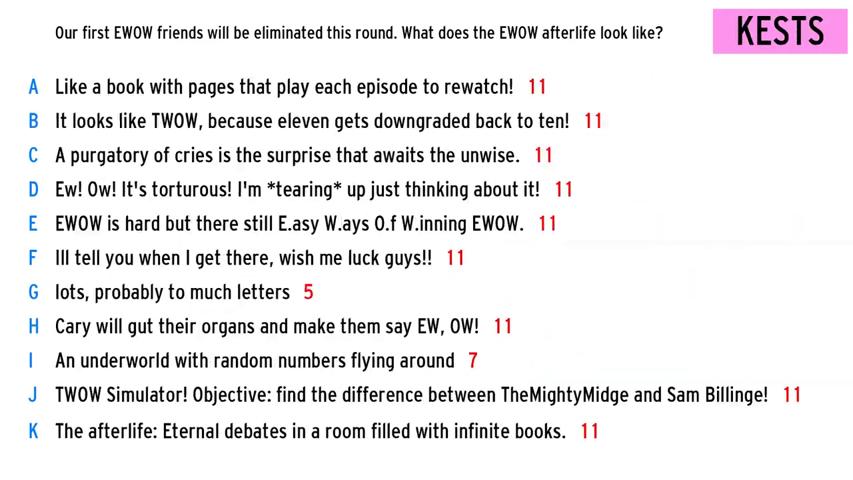 Our first EWOW friends will be eliminated this round. What does the EWOW afterlife look like?
KESTS
A Like a book with pages that play each episode to rewatch! 11
B It looks like TWOW, because eleven gets downgraded back to ten! 11
C A purgatory of cries is the surprise that awaits the unwise. 11
D Ew! Ow! It's torturous! I'm *tearing* up just thinking about it! 11
E EWOW is hard but there still E.asy W.ays O.f W.inning EWOW. 11
F Ill tell you when I get there, wish me luck guys!! 11
G lots, probably to much letters 5
H Cary will gut their organs and make them say EW, OW! 11
I An underworld with random numbers flying around 7
J TWOW Simulator! Objective: find the difference between TheMightyMidge and Sam Billinge! 11
K The afterlife: Eternal debates in a room filled with infinite books. 11